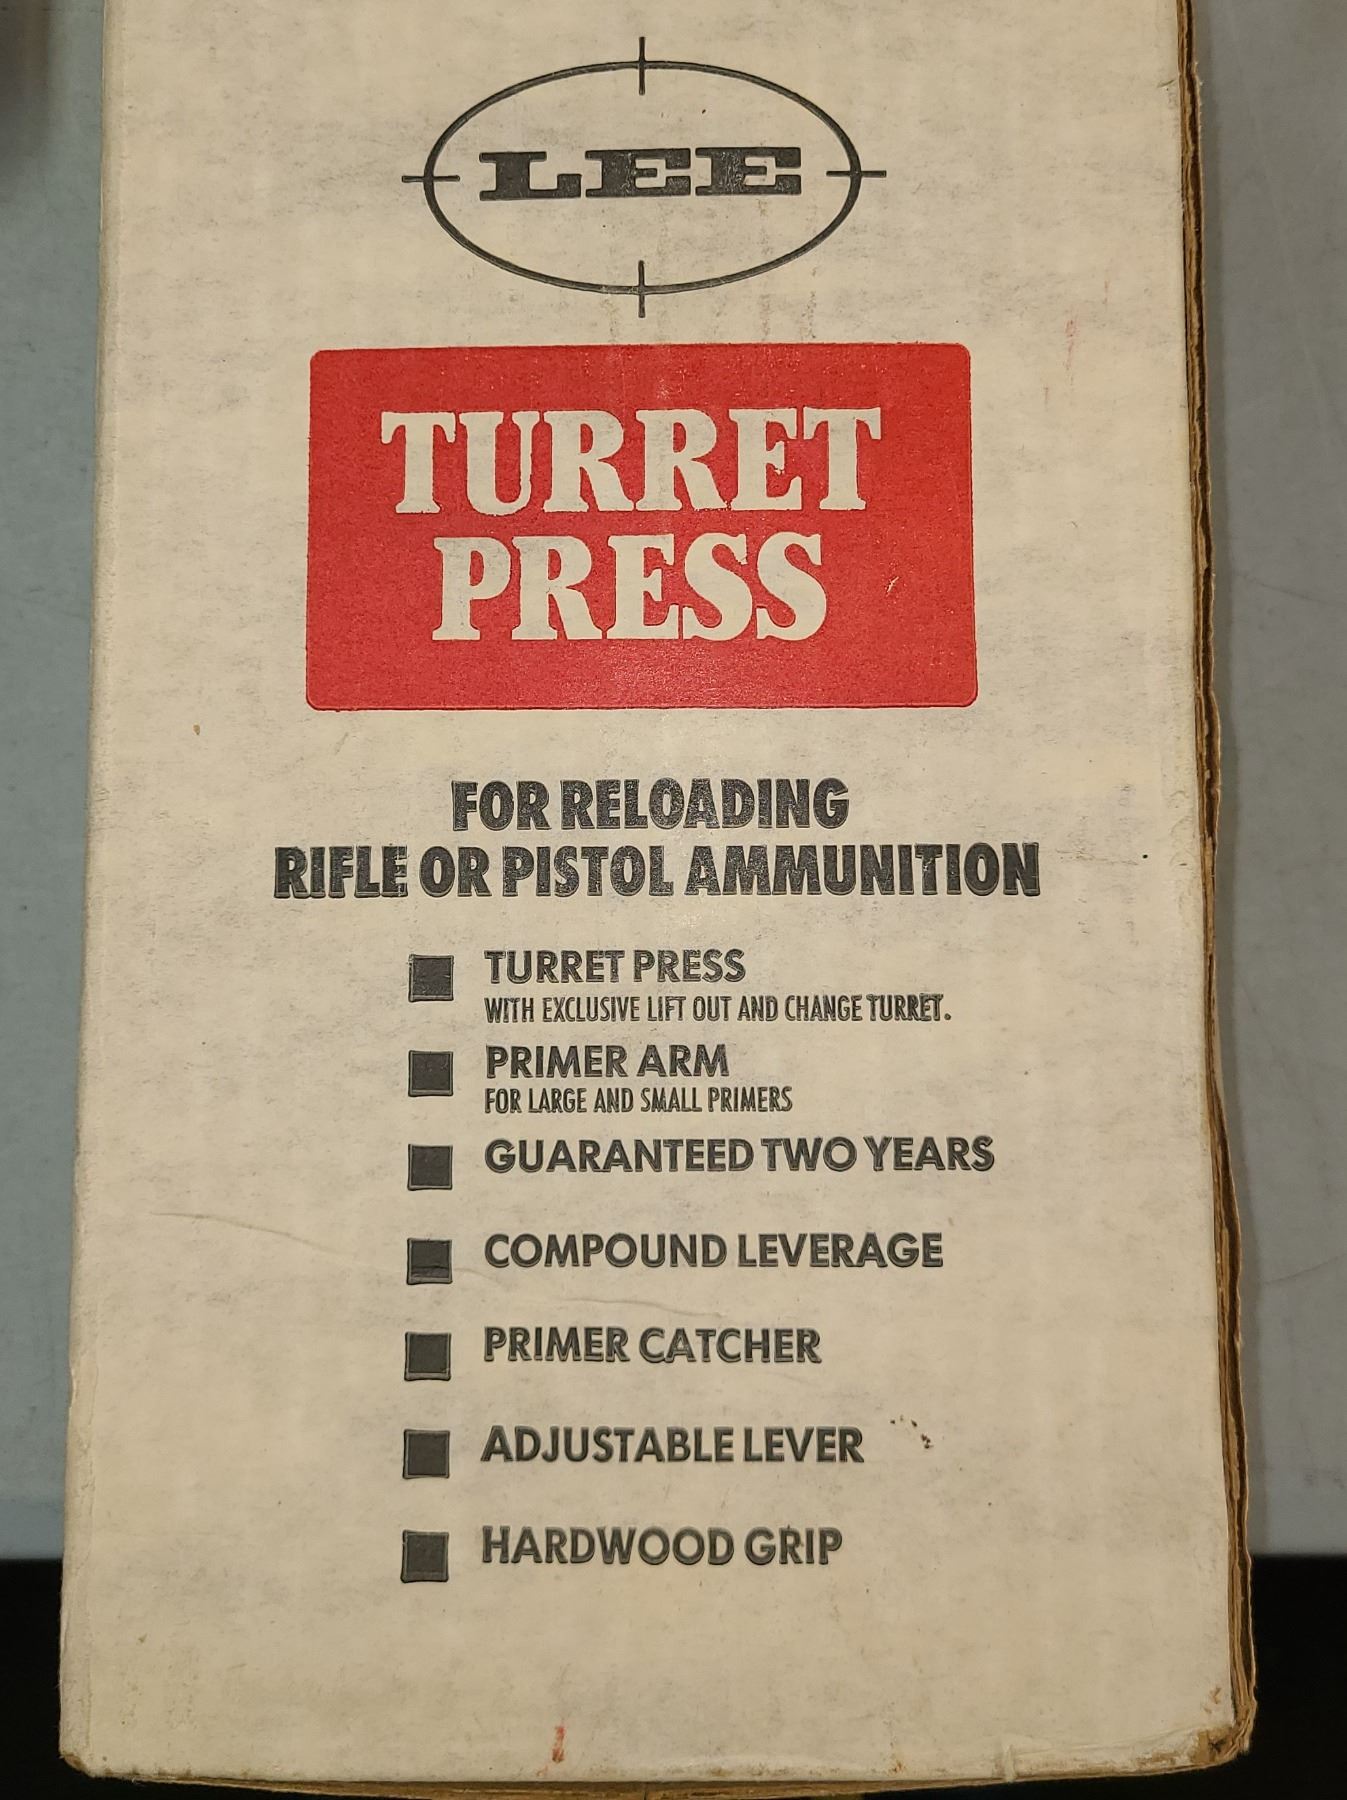 LEE
TURRET
PRESS
FOR RELOADING
RIFLE OR PISTOL AMMUNITION
TURRET PRESS
WITH EXCLUSIVE LIFT OUT AND CHANGE TURRET.
PRIMER ARM
FOR LARGE AND SMALL PRIMERS
GUARANTEED TWO YEARS
COMPOUND LEVERAGE
PRIMER CATCHER
ADJUSTABLE LEVER
HARDWOOD GRIP